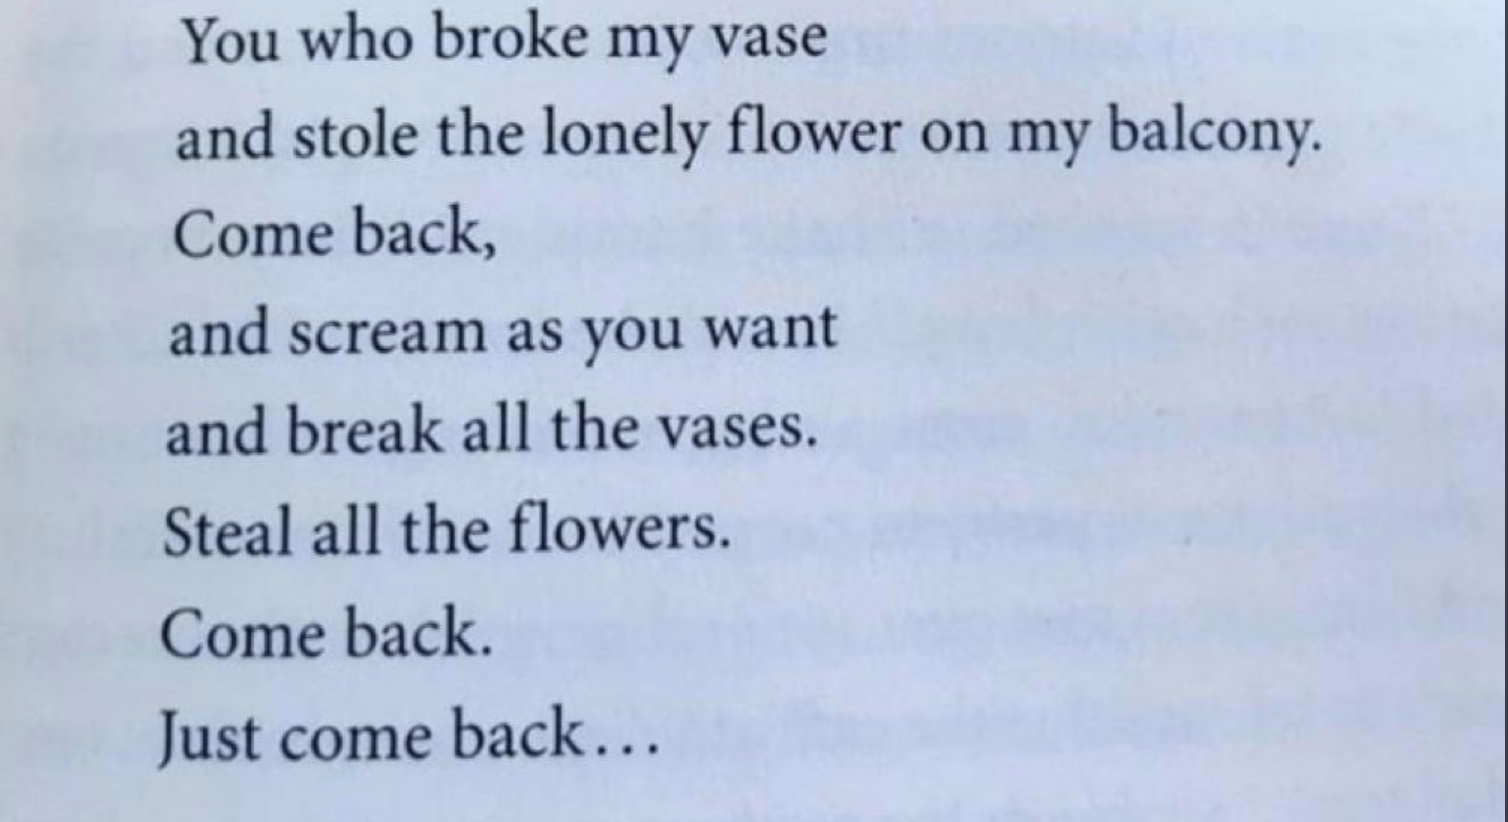 You who broke my vase
and stole the lonely flower on my balcony.
Come back,
and scream as you want
and break all the vases.
Steal all the flowers.
Come back.
Just come back...